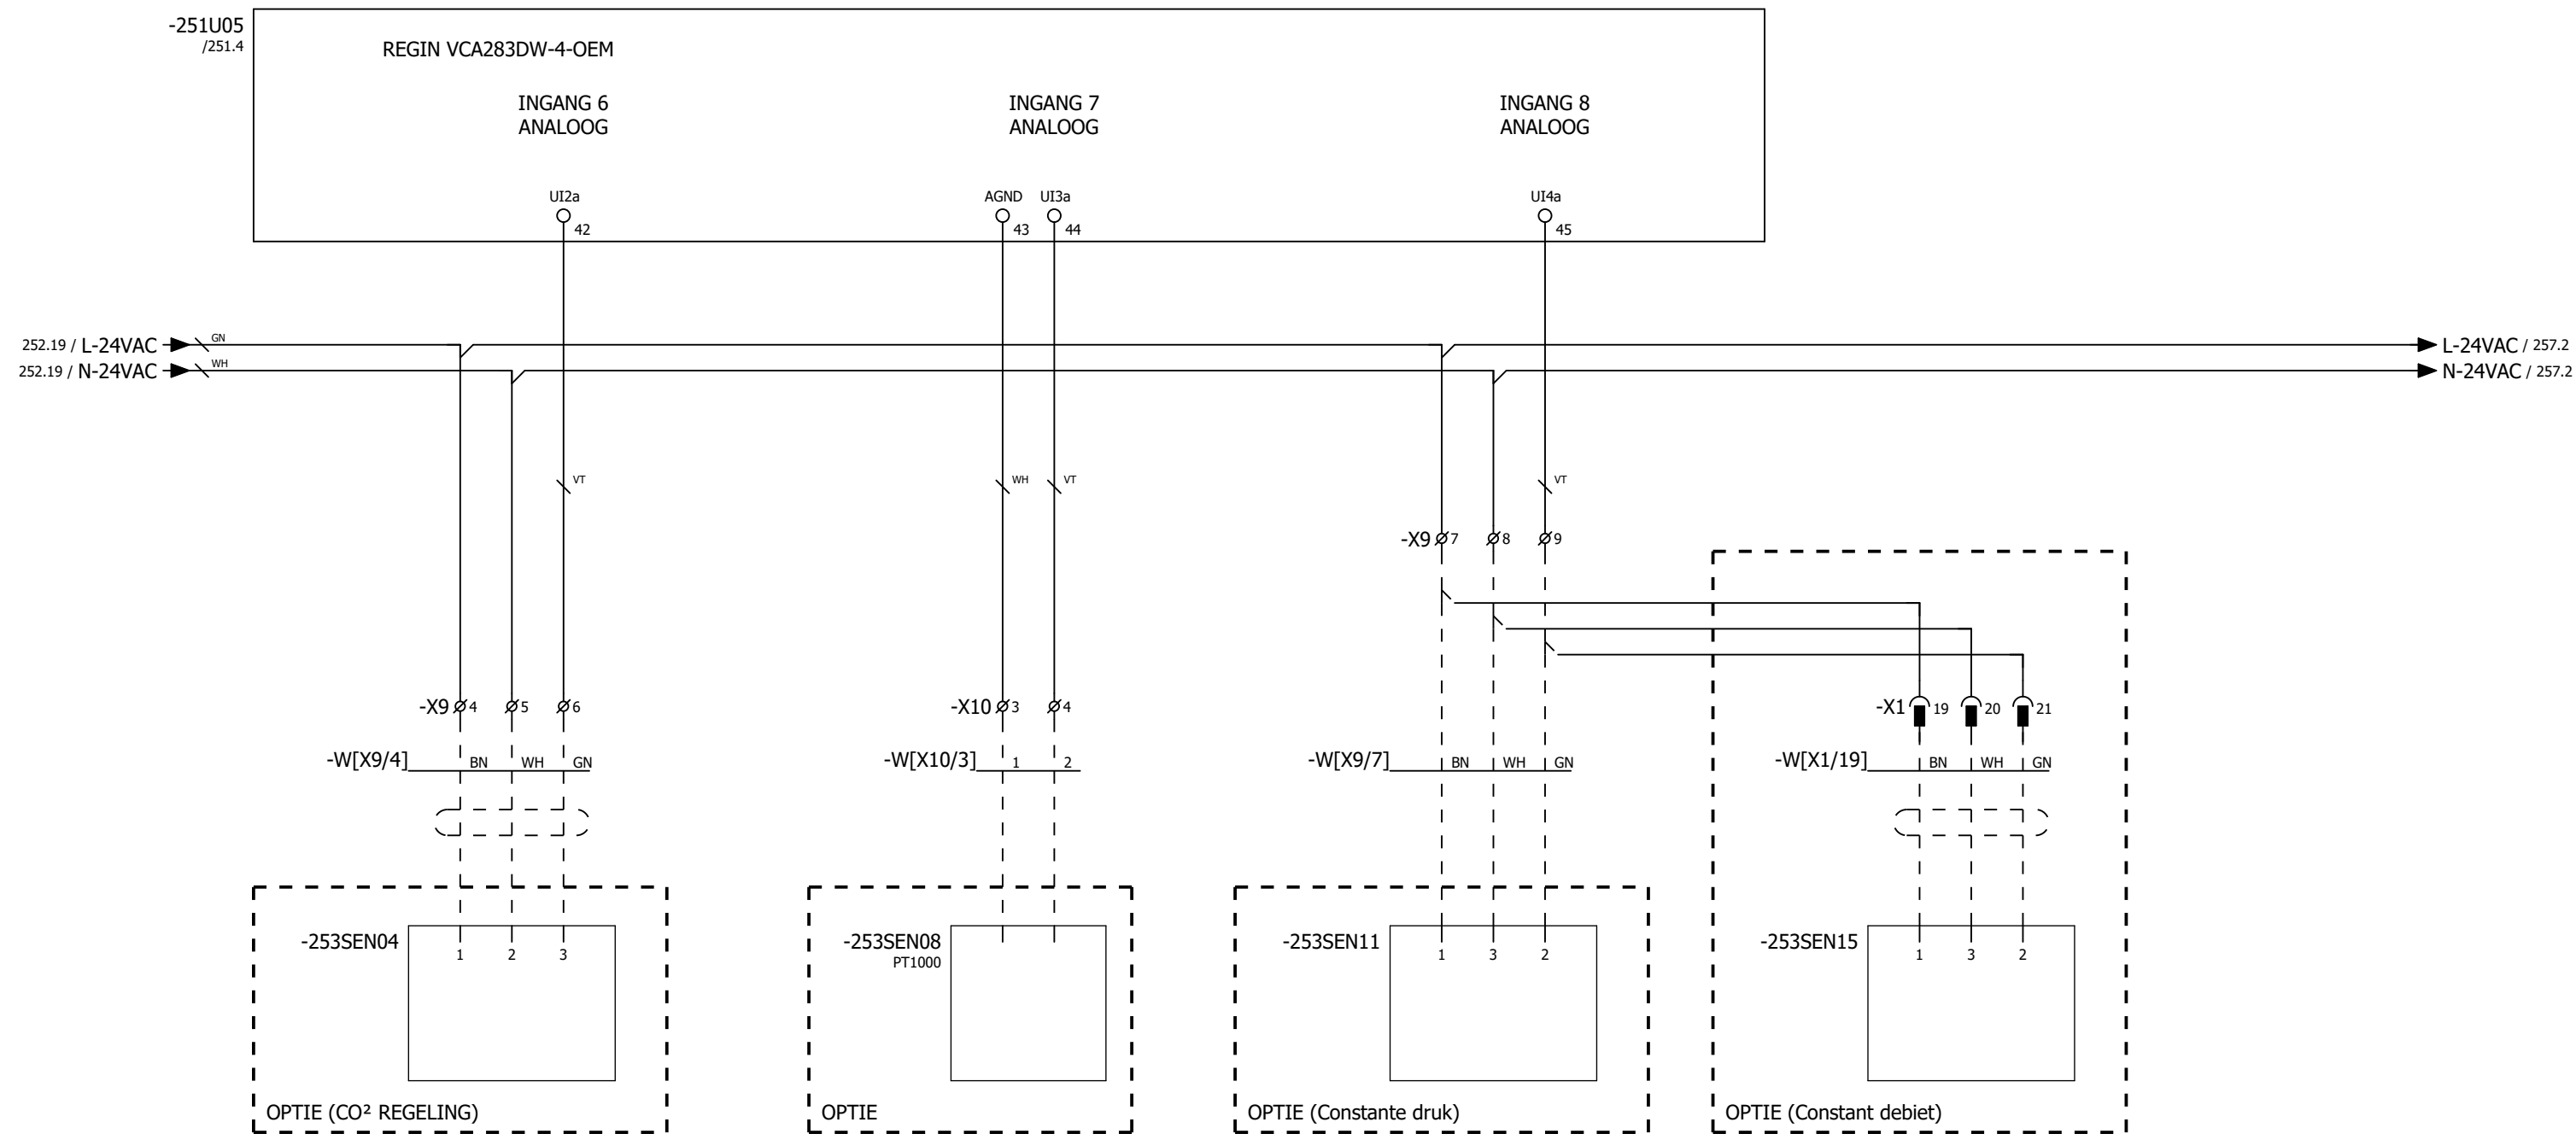 -251U05
/251.4
REGIN VCA283DW-4-OEM
INGANG 6
ANALOOG
INGANG 7
ANALOOG
INGANG 8
ANALOOG
UI2a
AGND UI3a
UI4a
42
43 44
45
252.19 / L-24VAC GN
L-24VAC / 257.2
252.19 / N-24VAC WH
N-24VAC / 257.2
VT
WH VT
VT
-X9 7 8 9
-X9 4 5 6
-X10 3 4
-X1 19 20 21
-W[X9/4] BN WH GN
-W[X10/3] 1 2
-W[X9/7] BN WH GN
-W[X1/19] BN WH GN
-253SEN04
1 2 3
-253SEN08
PT1000
-253SEN11
1 3 2
-253SEN15
1 3 2
OPTIE (CO² REGELING)
OPTIE
OPTIE (Constante druk)
OPTIE (Constant debiet)